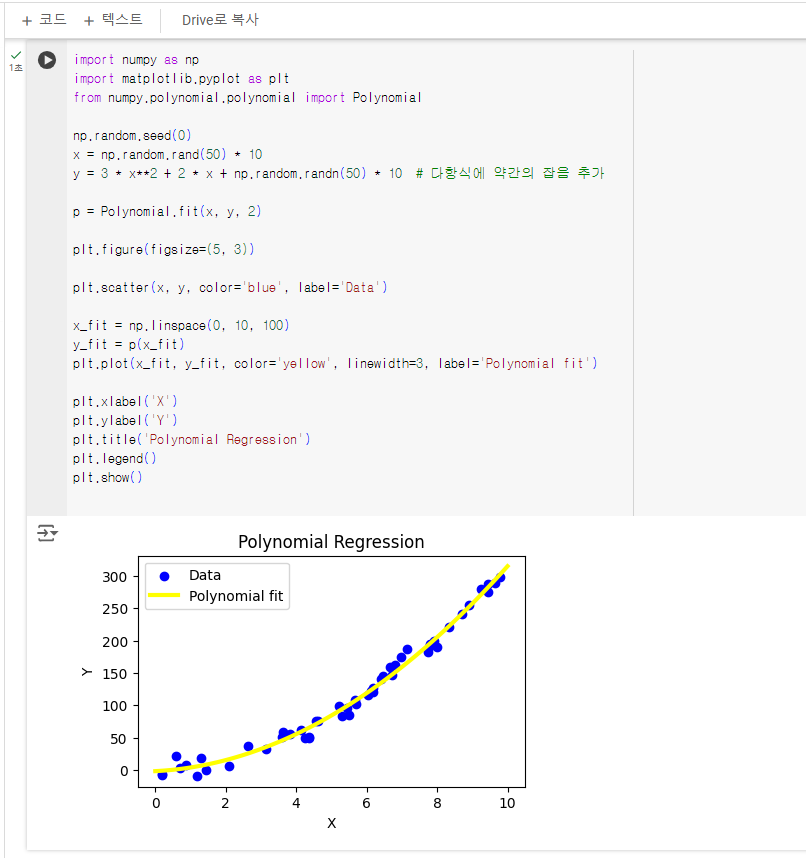 + 코드 + 텍스트 Drive로 복사
1초
import numpy as np
import matplotlib.pyplot as plt
from numpy.polynomial.polynomial import Polynomial
np.random.seed(0)
x = np.random.rand(50) * 10
y = 3 * x**2 + 2 * x + np.random.randn(50) * 10  # 다항식에 약간의 잡음 추가
p = Polynomial.fit(x, y, 2)
plt.figure(figsize=(5, 3))
plt.scatter(x, y, color='blue', label='Data')
x_fit = np.linspace(0, 10, 100)
y_fit = p(x_fit)
plt.plot(x_fit, y_fit, color='yellow', linewidth=3, label='Polynomial fit')
plt.xlabel('X')
plt.ylabel('Y')
plt.title('Polynomial Regression')
plt.legend()
plt.show()
Polynomial Regression
Data
Polynomial fit
300
250
200
150
100
50
0
Y
0 2 4 6 8 10
X